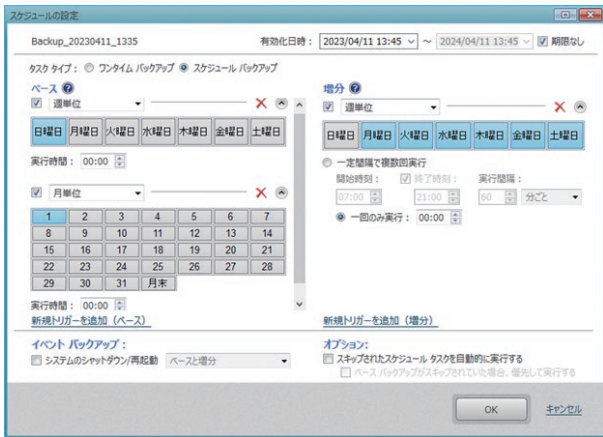 スケジュールの設定
Backup_20230411_1335
有効化日時： 2023/04/11 13:45 ～ 2024/04/11 13:45 期限なし
タスク タイプ： ワンタイム バックアップ スケジュール バックアップ
ベース
週単位
日曜日 月曜日 火曜日 水曜日 木曜日 金曜日 土曜日
実行時間： 00:00
月単位
1 2 3 4 5 6 7
8 9 10 11 12 13 14
15 16 17 18 19 20 21
22 23 24 25 26 27 28
29 30 31 月末
実行時間： 00:00
新規トリガーを追加（ベース）
増分
週単位
日曜日 月曜日 火曜日 水曜日 木曜日 金曜日 土曜日
一定間隔で複数回実行
開始時刻： 終了時刻： 実行間隔：
07:00 21:00 60 分ごと
一回のみ実行： 00:00
新規トリガーを追加（増分）
イベント バックアップ：
システムのシャットダウン/再起動 ベースと増分
オプション：
スキップされたスケジュール タスクを自動的に実行する
ベース バックアップがスキップされていた場合、優先して実行する
OK キャンセル